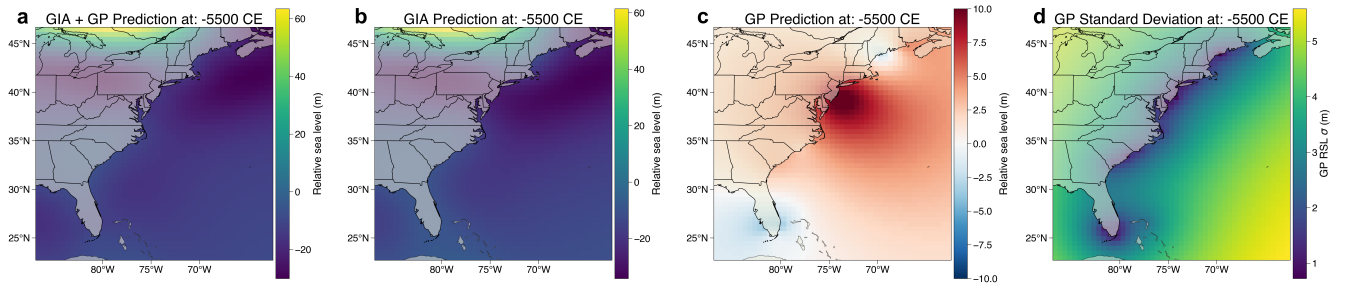 a GIA + GP Prediction at: -5500 CE
45°N
40°N
35°N
30°N
25°N
80°W 75°W 70°W
60
40
20
0
−20
Relative sea level (m)
b GIA Prediction at: -5500 CE
45°N
40°N
35°N
30°N
25°N
80°W 75°W 70°W
60
40
20
0
−20
Relative sea level (m)
c GP Prediction at: -5500 CE
45°N
40°N
35°N
30°N
25°N
80°W 75°W 70°W
10.0
7.5
5.0
2.5
0.0
−2.5
−5.0
−7.5
−10.0
Relative sea level (m)
d GP Standard Deviation at: -5500 CE
45°N
40°N
35°N
30°N
25°N
80°W 75°W 70°W
5
4
3
2
1
GP RSL σ (m)